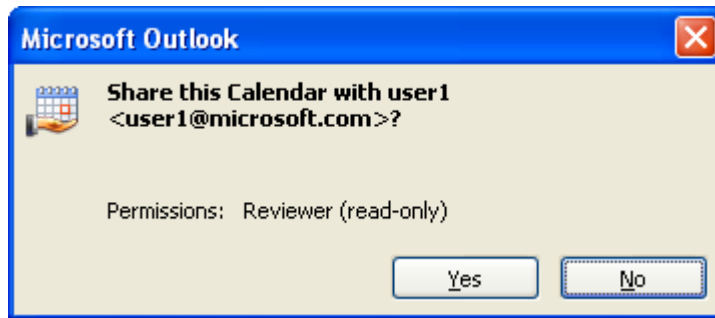 Microsoft Outlook
Share this Calendar with user1
<user1@microsoft.com>?
Permissions: Reviewer (read-only)
Yes
No